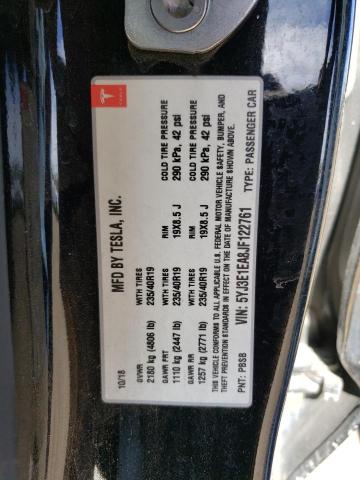 TESLA
MFD BY TESLA, INC.
10/18
GVWR WITH TIRES RIM COLD TIRE PRESSURE
2180 kg (4806 lb) 235/40R19 19X8.5 J 290 kPa, 42 psi
GAWR FRT WITH TIRES
1110 kg (2447 lb) 235/40R19
GAWR RR WITH TIRES RIM COLD TIRE PRESSURE
1257 kg (2771 lb) 235/40R19 19X8.5 J 290 kPa, 42 psi
THIS VEHICLE CONFORMS TO ALL APPLICABLE U.S. FEDERAL MOTOR VEHICLE SAFETY, BUMPER, AND
THEFT PREVENTION STANDARDS IN EFFECT ON THE DATE OF MANUFACTURE SHOWN ABOVE.
VIN: 5YJ3E1EA8JF122761
PNT: PBSB TYPE: PASSENGER CAR